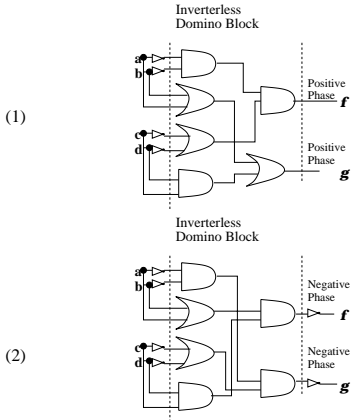 Inverterless
Domino Block
a
b
Positive
Phase
f
(1)
c
d
Positive
Phase
g
Inverterless
Domino Block
a
b
Negative
Phase
f
(2)
c
d
Negative
Phase
g